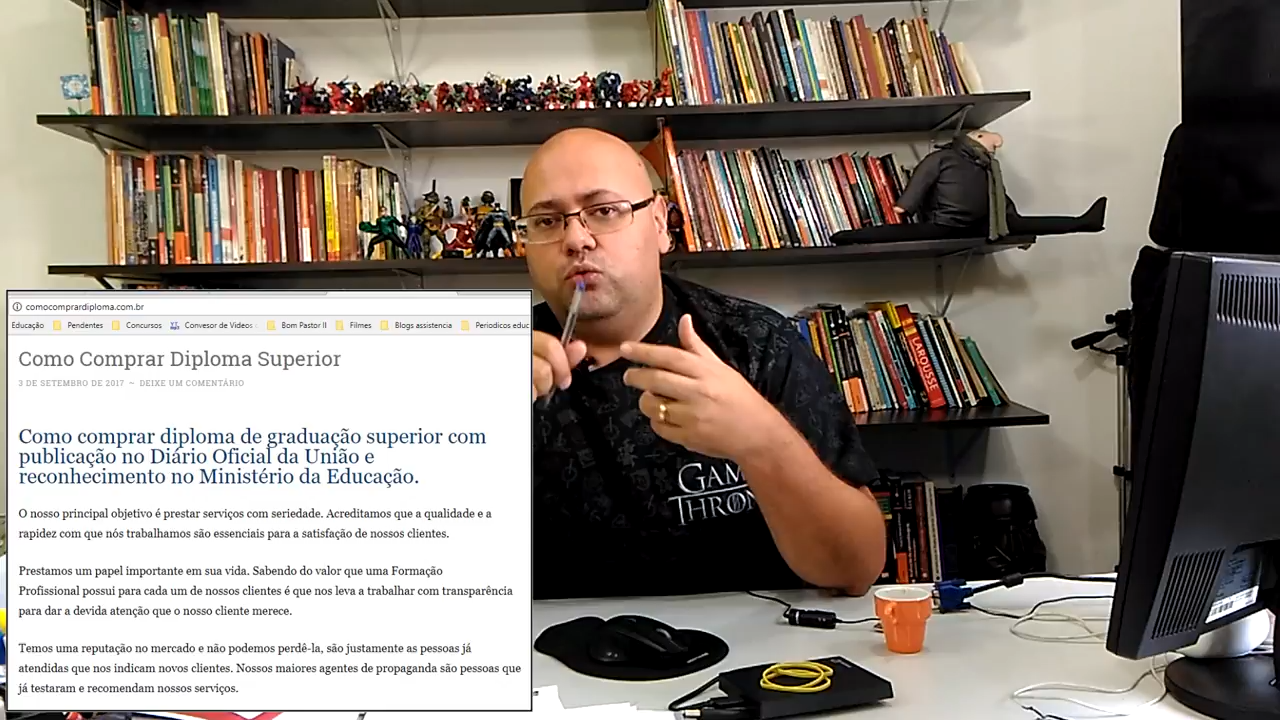 comocomprardiploma.com.br
Educação Pendentes Concursos Convesor de Videos Bom Pastor II Filmes Blogs assistencia Periodicos educ
Como Comprar Diploma Superior
3 DE SETEMBRO DE 2017 ~ DEIXE UM COMENTÁRIO
Como comprar diploma de graduação superior com
publicação no Diário Oficial da União e
reconhecimento no Ministério da Educação.
O nosso principal objetivo é prestar serviços com seriedade. Acreditamos que a qualidade e a
rapidez com que nós trabalhamos são essenciais para a satisfação de nossos clientes.
Prestamos um papel importante em sua vida. Sabendo do valor que uma Formação
Profissional possui para cada um de nossos clientes é que nos leva a trabalhar com transparência
para dar a devida atenção que o nosso cliente merece.
Temos uma reputação no mercado e não podemos perdê-la, são justamente as pessoas já
atendidas que nos indicam novos clientes. Nossos maiores agentes de propaganda são pessoas que
já testaram e recomendam nossos serviços.
GAM
THRON
LAROUSSE